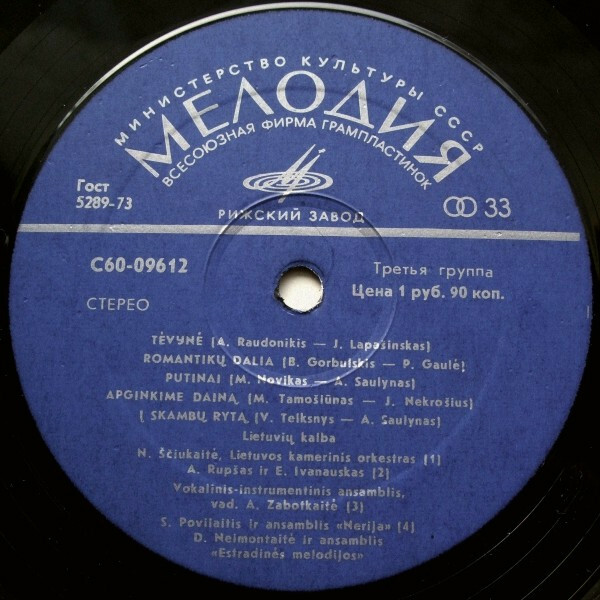 МИНИСТЕРСТВО КУЛЬТУРЫ СССР
МЕЛОДИЯ
ВСЕСОЮЗНАЯ ФИРМА ГРАМПЛАСТИНОК
Гост
5289-73
РИЖСКИЙ ЗАВОД
33
С60-09612
СТЕРЕО
Третья группа
Цена 1 руб. 90 коп.
TĖVYNĖ (A. Raudonikis — J. Lapašinskas)
ROMANTIKŲ DALIA (B. Gorbulskis — P. Gaulė)
PUTINAI (M. Novikas — A. Saulynas)
APGINKIME DAINĄ (M. Tamošiūnas — J. Nekrošius)
Į SKAMBŲ RYTĄ (V. Telksnys — A. Saulynas)
Lietuvių kalba
N. Ščiukaitė, Lietuvos kamerinis orkestras (1)
A. Rupšas ir E. Ivanauskas (2)
Vokalinis-instrumentinis ansamblis,
vad. A. Zabotkaitė (3)
S. Povilaitis ir ansamblis «Nerija» (4)
D. Neimontaitė ir ansamblis
«Estradinės melodijos»